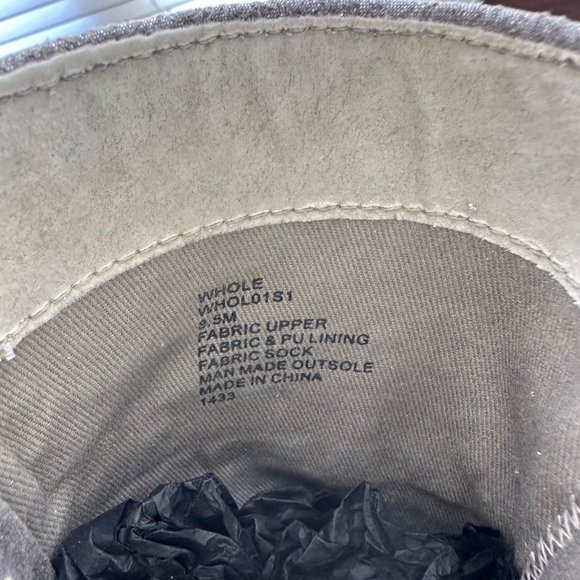 WHOLE
WHOL01S1
9.5M
FABRIC UPPER
FABRIC & PU LINING
FABRIC SOCK
MAN MADE OUTSOLE
MADE IN CHINA
1433